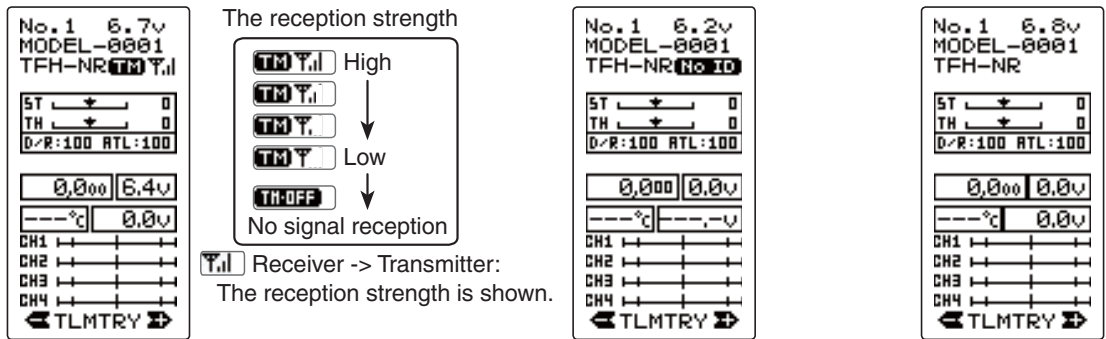 No.1 6.7v
MODEL-0001
TFH-NR TM
ST 0
TH 0
D/R:100 ATL:100
0,000 6.4v
---°c 0.0v
CH1
CH2
CH3
CH4
TLMTRY
The reception strength
TM High
TM
TM
TM Low
TM-OFF
No signal reception
Receiver -> Transmitter:
The reception strength is shown.
No.1 6.2v
MODEL-0001
TFH-NR No ID
ST 0
TH 0
D/R:100 ATL:100
0,000 0.0v
---°c ---.-v
CH1
CH2
CH3
CH4
TLMTRY
No.1 6.8v
MODEL-0001
TFH-NR
ST 0
TH 0
D/R:100 ATL:100
0,000 0.0v
---°c 0.0v
CH1
CH2
CH3
CH4
TLMTRY